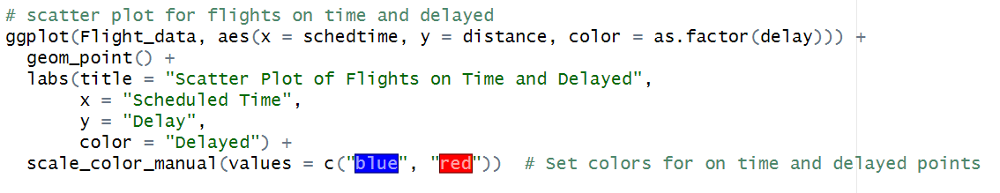 # scatter plot for flights on time and delayed
ggplot(Flight_data, aes(x = schedtime, y = distance, color = as.factor(delay))) +
  geom_point() +
  labs(title = "Scatter Plot of Flights on Time and Delayed",
       x = "Scheduled Time",
       y = "Delay",
       color = "Delayed") +
  scale_color_manual(values = c("blue", "red"))  # Set colors for on time and delayed points